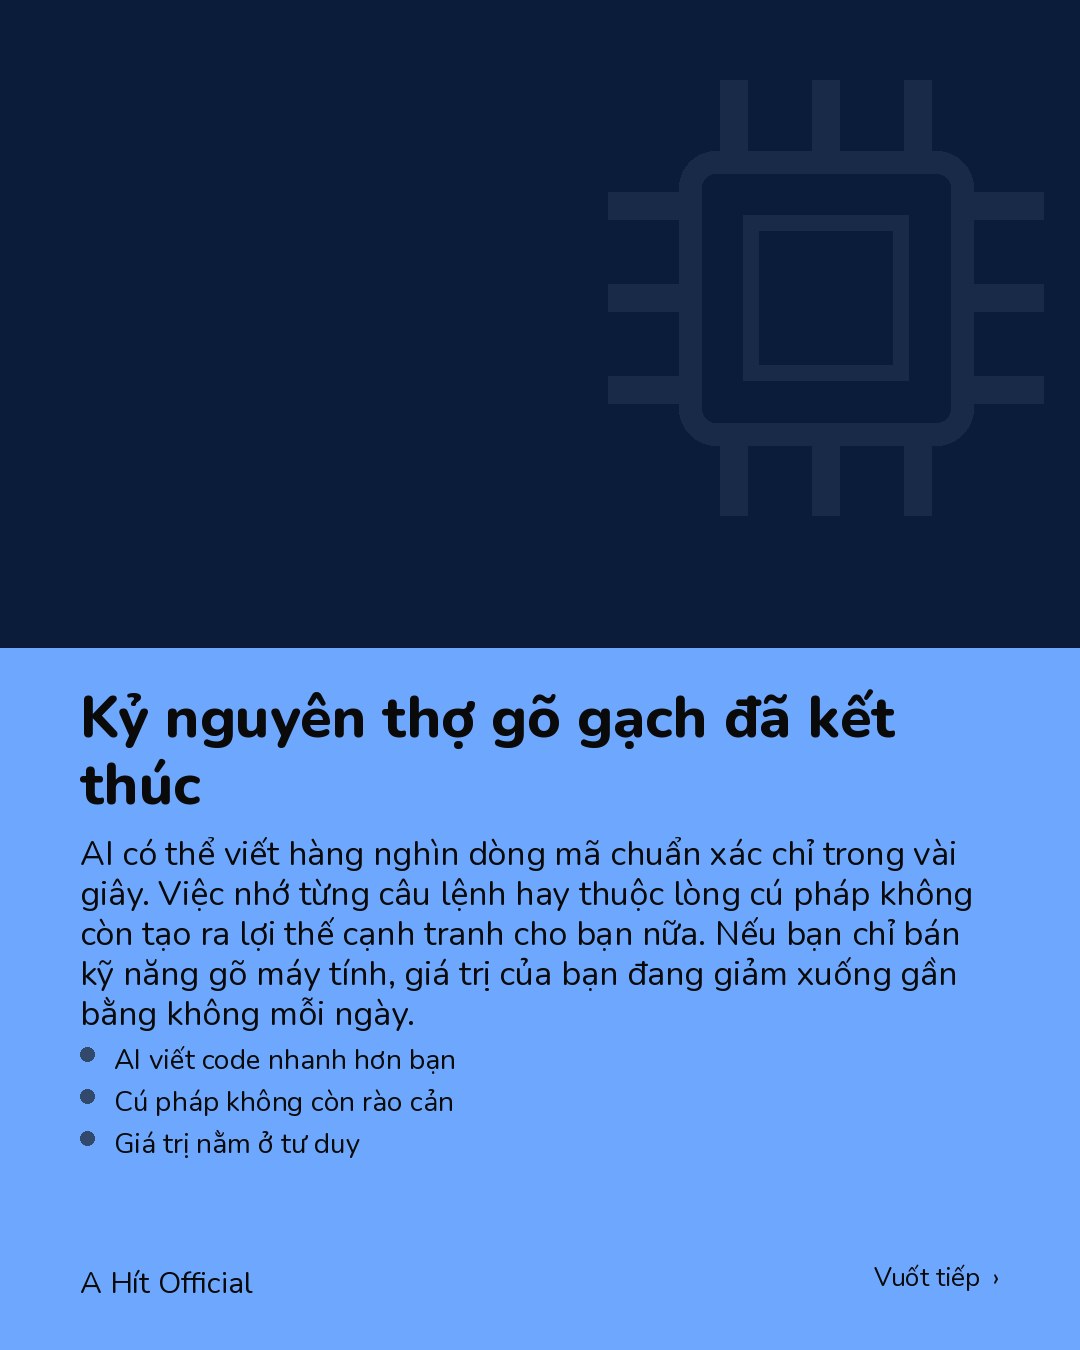 Kỷ nguyên thợ gõ gạch đã kết
thúc
AI có thể viết hàng nghìn dòng mã chuẩn xác chỉ trong vài
giây. Việc nhớ từng câu lệnh hay thuộc lòng cú pháp không
còn tạo ra lợi thế cạnh tranh cho bạn nữa. Nếu bạn chỉ bán
kỹ năng gõ máy tính, giá trị của bạn đang giảm xuống gần
bằng không mỗi ngày.
AI viết code nhanh hơn bạn
Cú pháp không còn rào cản
Giá trị nằm ở tư duy
A Hít Official
Vuốt tiếp ›